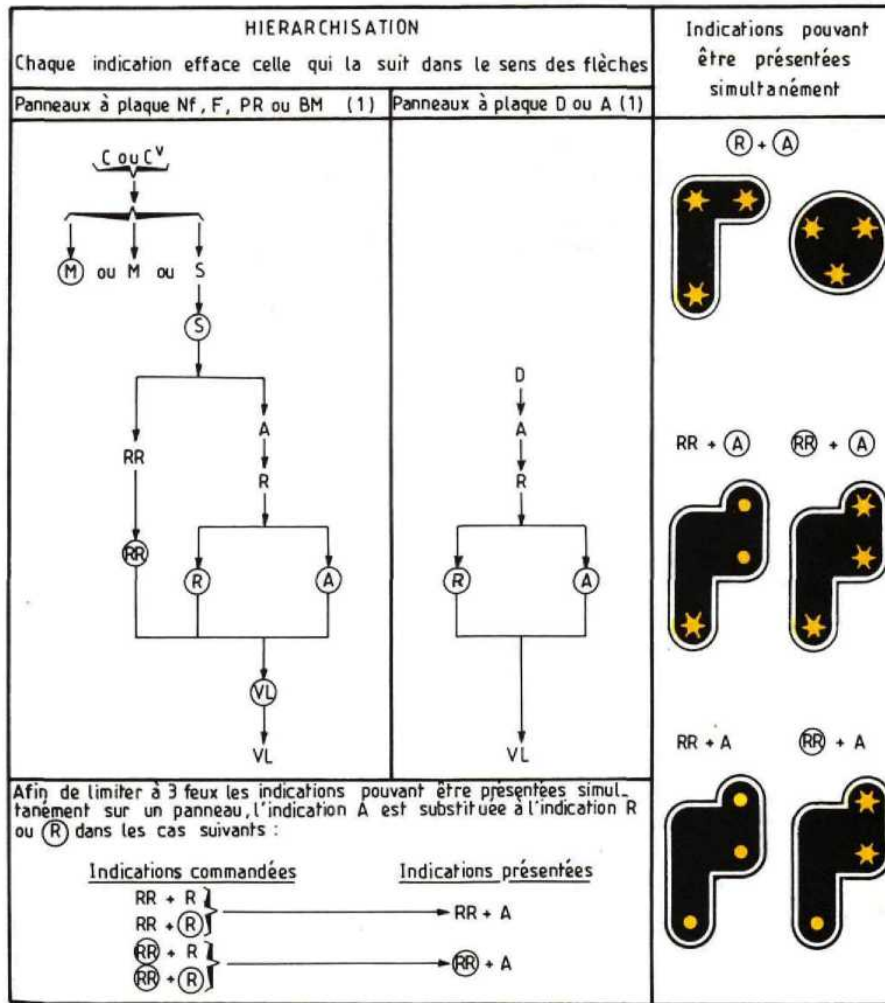 HIERARCHISATION
Chaque indication efface celle qui la suit dans le sens des flèches
Panneaux à plaque Nf, F, PR ou BM (1)
C ou Cv
M ou M ou S
S
RR
A
R
RR
R
A
VL
VL
Panneaux à plaque D ou A (1)
D
A
R
R
A
VL
Afin de limiter à 3 feux les indications pouvant être présentées simul_
tanément sur un panneau, l'indication A est substituée à l'indication R
ou R dans les cas suivants :
Indications commandées
Indications présentées
RR + R
RR + R
RR + A
RR + R
RR + R
RR + A
Indications pouvant
être présentées
simultanément
R + A
RR + A
RR + A
RR + A
RR + A